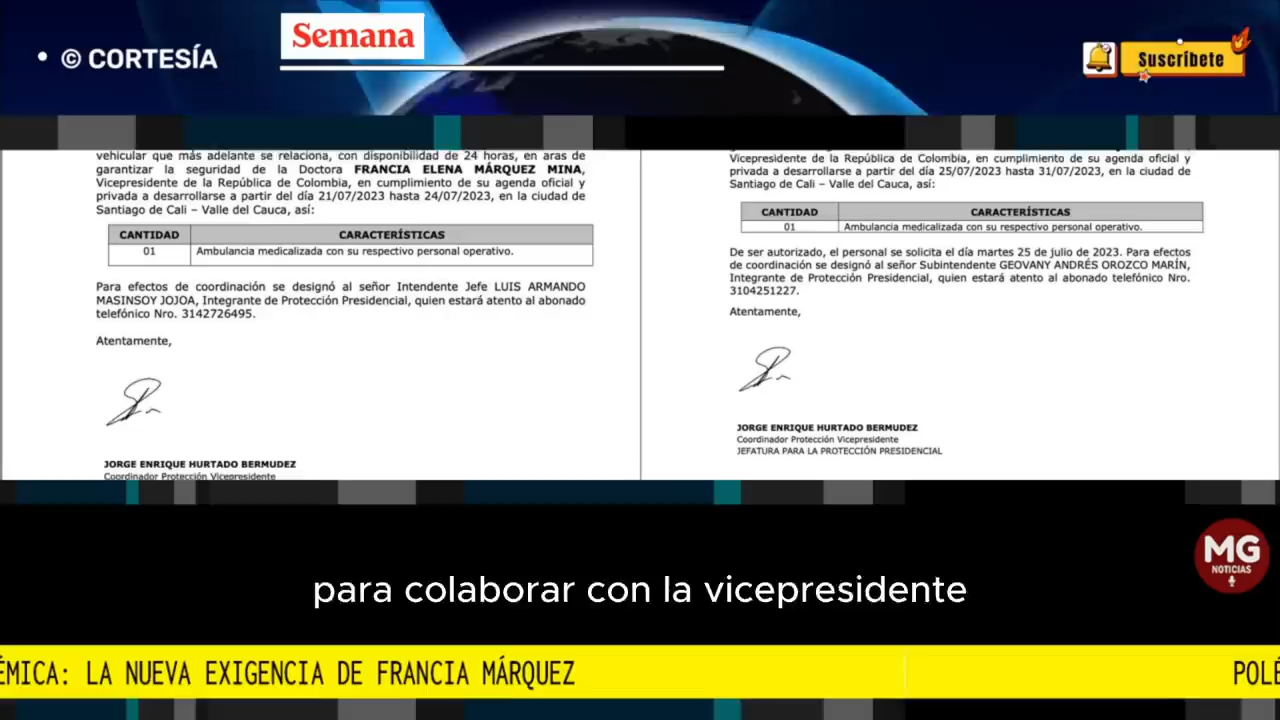 • © CORTESÍA
Semana
Suscríbete
vehicular que más adelante se relaciona, con disponibilidad de 24 horas, en aras de
garantizar la seguridad de la Doctora FRANCIA ELENA MÁRQUEZ MINA,
Vicepresidente de la República de Colombia, en cumplimiento de su agenda oficial y
privada a desarrollarse a partir del día 21/07/2023 hasta 24/07/2023, en la ciudad de
Santiago de Cali – Valle del Cauca, así:
CANTIDAD CARACTERÍSTICAS
01 Ambulancia medicalizada con su respectivo personal operativo.
Para efectos de coordinación se designó al señor Intendente Jefe LUIS ARMANDO
MASINSOY JOJOA, Integrante de Protección Presidencial, quien estará atento al abonado
telefónico Nro. 3142726495.
Atentamente,
JORGE ENRIQUE HURTADO BERMUDEZ
Coordinador Protección Vicepresidente
Vicepresidente de la República de Colombia, en cumplimiento de su agenda oficial y
privada a desarrollarse a partir del día 25/07/2023 hasta 31/07/2023, en la ciudad de
Santiago de Cali – Valle del Cauca, así:
CANTIDAD CARACTERÍSTICAS
01 Ambulancia medicalizada con su respectivo personal operativo.
De ser autorizado, el personal se solicita el día martes 25 de julio de 2023. Para efectos
de coordinación se designó al señor Subintendente GEOVANY ANDRÉS OROZCO MARÍN,
Integrante de Protección Presidencial, quien estará atento al abonado telefónico Nro.
3104251227.
Atentamente,
JORGE ENRIQUE HURTADO BERMUDEZ
Coordinador Protección Vicepresidente
JEFATURA PARA LA PROTECCIÓN PRESIDENCIAL
MG
NOTICIAS
para colaborar con la vicepresidente
ÉMICA: LA NUEVA EXIGENCIA DE FRANCIA MÁRQUEZ POLÉ